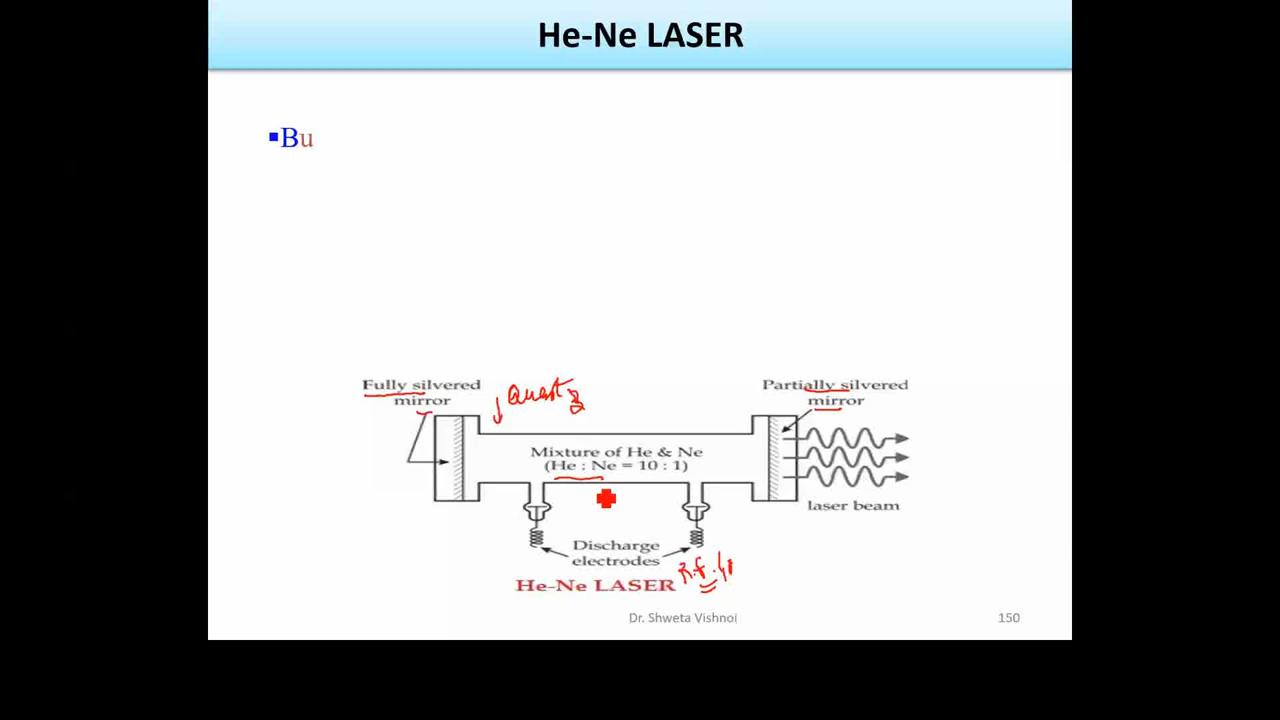 He-Ne LASER
▪Bu
Fully silvered
mirror
Quartz
Partially silvered
mirror
Mixture of He & Ne
(He : Ne = 10 : 1)
laser beam
Discharge
electrodes
R.f.
He-Ne LASER
Dr. Shweta Vishnoi
150